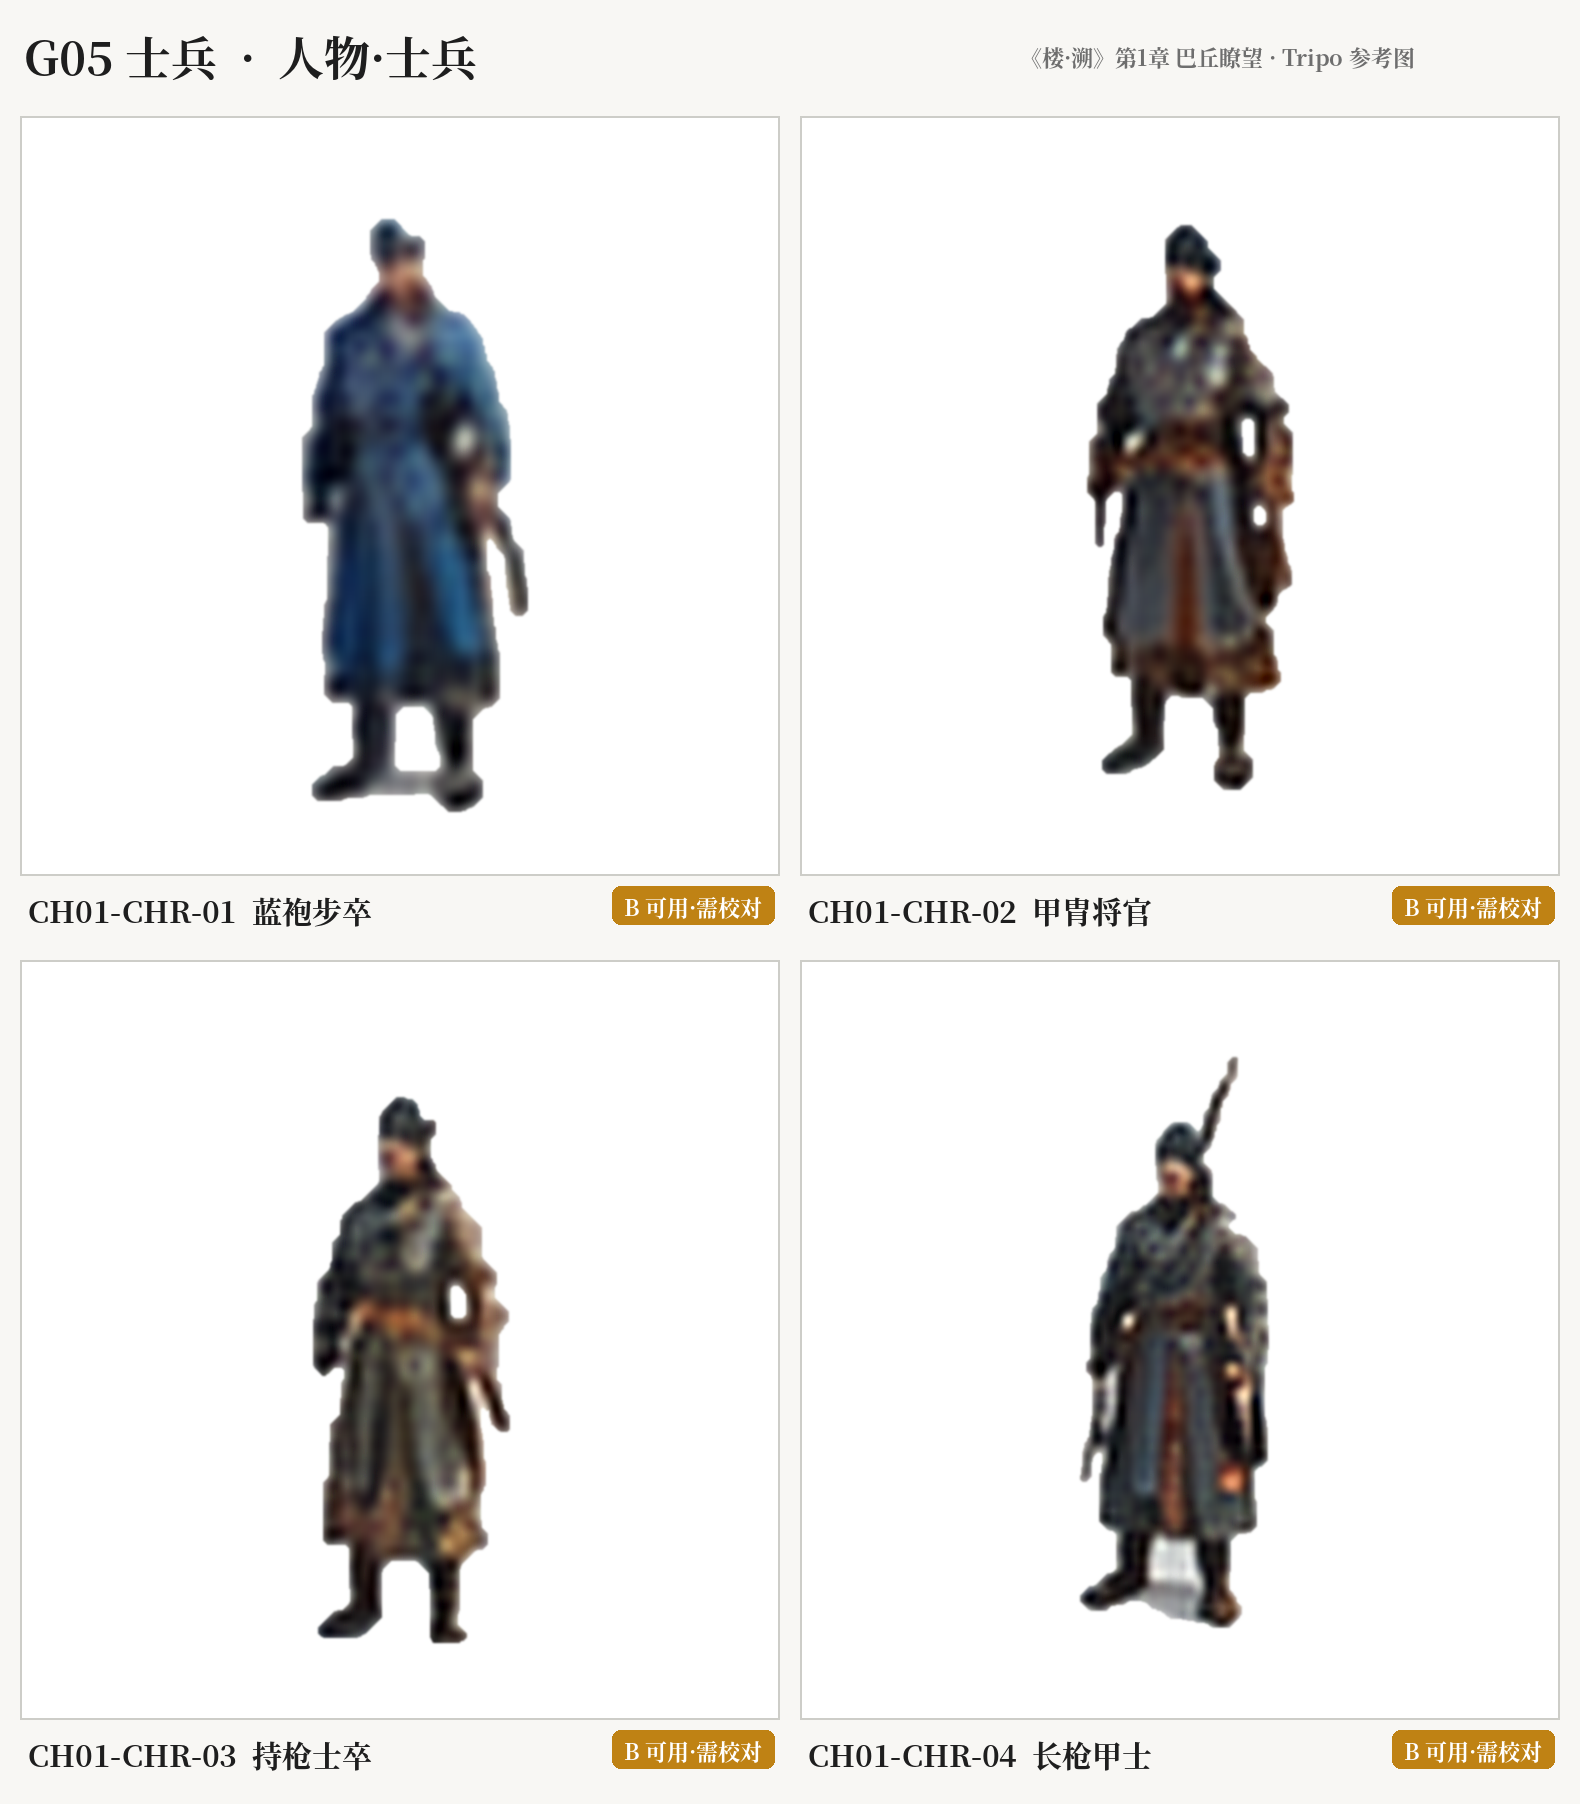 G05 士兵 · 人物·士兵
《楼·溯》第1章 巴丘瞭望 · Tripo 参考图
CH01-CHR-01 蓝袍步卒
B 可用·需校对
CH01-CHR-02 甲胄将官
B 可用·需校对
CH01-CHR-03 持枪士卒
B 可用·需校对
CH01-CHR-04 长枪甲士
B 可用·需校对